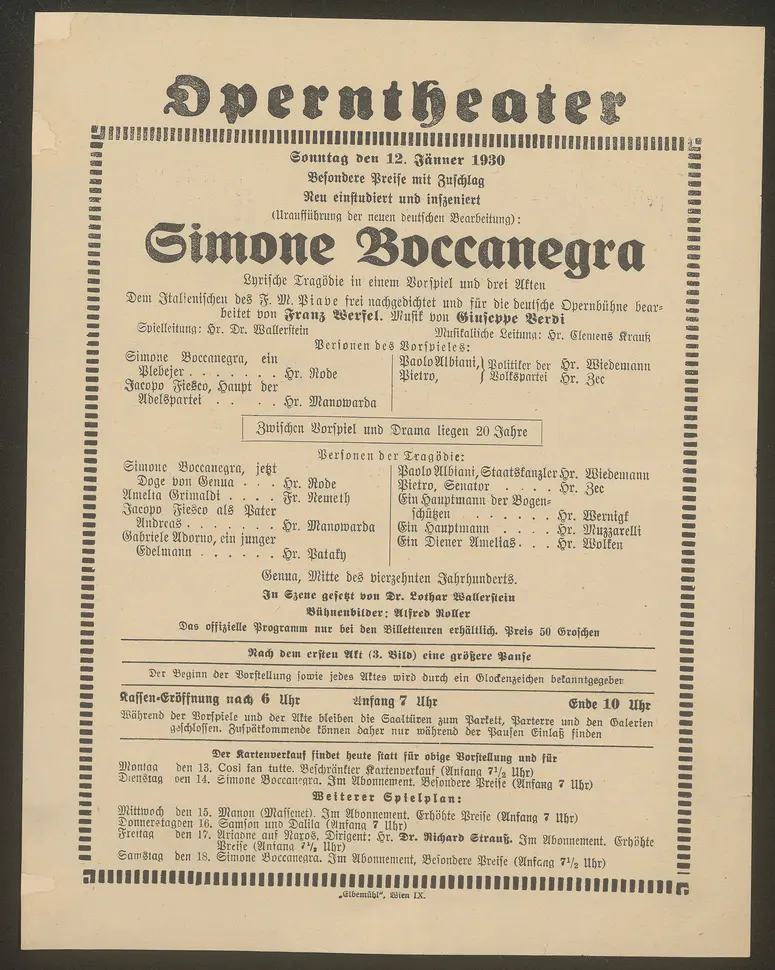 Operntheater
Sonntag den 12. Jänner 1930
Besondere Preise mit Zuschlag
Neu einstudiert und inszeniert
(Uraufführung der neuen deutschen Bearbeitung):
Simone Boccanegra
Lyrische Tragödie in einem Vorspiel und drei Akten
Dem Italienischen des F. M. Piave frei nachgedichtet und für die deutsche Opernbühne bear-
beitet von Franz Werfel. Musik von Giuseppe Verdi
Spielleitung: Hr. Dr. Wallerstein Musikalische Leitung: Hr. Clemens Krauß
Personen des Vorspieles:
Simone Boccanegra, ein
Plebejer . . . . . . . Hr. Rode
Jacopo Fiesco, Haupt der
Adelspartei . . . . Hr. Manowarda
Paolo Albiani, } Politiker der Hr. Wiedemann
Pietro, } Volkspartei Hr. Zec
Zwischen Vorspiel und Drama liegen 20 Jahre
Personen der Tragödie:
Simone Boccanegra, jetzt
Doge von Genua . . . Hr. Rode
Amelia Grimaldi . . . . Fr. Nemeth
Jacopo Fiesco als Pater
Andreas . . . . . . . Hr. Manowarda
Gabriele Adorno, ein junger
Edelmann . . . . . . Hr. Pataky
Paolo Albiani, Staatskanzler Hr. Wiedemann
Pietro, Senator . . . . Hr. Zec
Ein Hauptmann der Bogen-
schützen . . . . . . Hr. Wernigk
Ein Hauptmann . . . . Hr. Muzzarelli
Ein Diener Amelias . . . Hr. Wolken
Genua, Mitte des vierzehnten Jahrhunderts.
In Szene gesetzt von Dr. Lothar Wallerstein
Bühnenbilder: Alfred Roller
Das offizielle Programm nur bei den Billetteuren erhältlich. Preis 50 Groschen
Nach dem ersten Akt (3. Bild) eine größere Pause
Der Beginn der Vorstellung sowie jedes Aktes wird durch ein Glockenzeichen bekanntgegeben
Kassen-Eröffnung nach 6 Uhr Anfang 7 Uhr Ende 10 Uhr
Während der Vorspiele und der Akte bleiben die Saaltüren zum Parkett, Parterre und den Galerien
geschlossen. Zuspätkommende können daher nur während der Pausen Einlaß finden
Der Kartenverkauf findet heute statt für obige Vorstellung und für
Montag den 13. Cosi fan tutte. Beschränkter Kartenverkauf (Anfang 7½ Uhr)
Dienstag den 14. Simone Boccanegra. Im Abonnement. Besondere Preise (Anfang 7 Uhr)
Weiterer Spielplan:
Mittwoch den 15. Manon (Massenet). Im Abonnement. Erhöhte Preise (Anfang 7 Uhr)
Donnerstag den 16. Samson und Dalila (Anfang 7 Uhr)
Freitag den 17. Ariadne auf Naxos. Dirigent: Hr. Dr. Richard Strauß. Im Abonnement. Erhöhte
Preise (Anfang 7½ Uhr)
Samstag den 18. Simone Boccanegra. Im Abonnement, Besondere Preise (Anfang 7½ Uhr)
„Elbemühl", Wien IX.